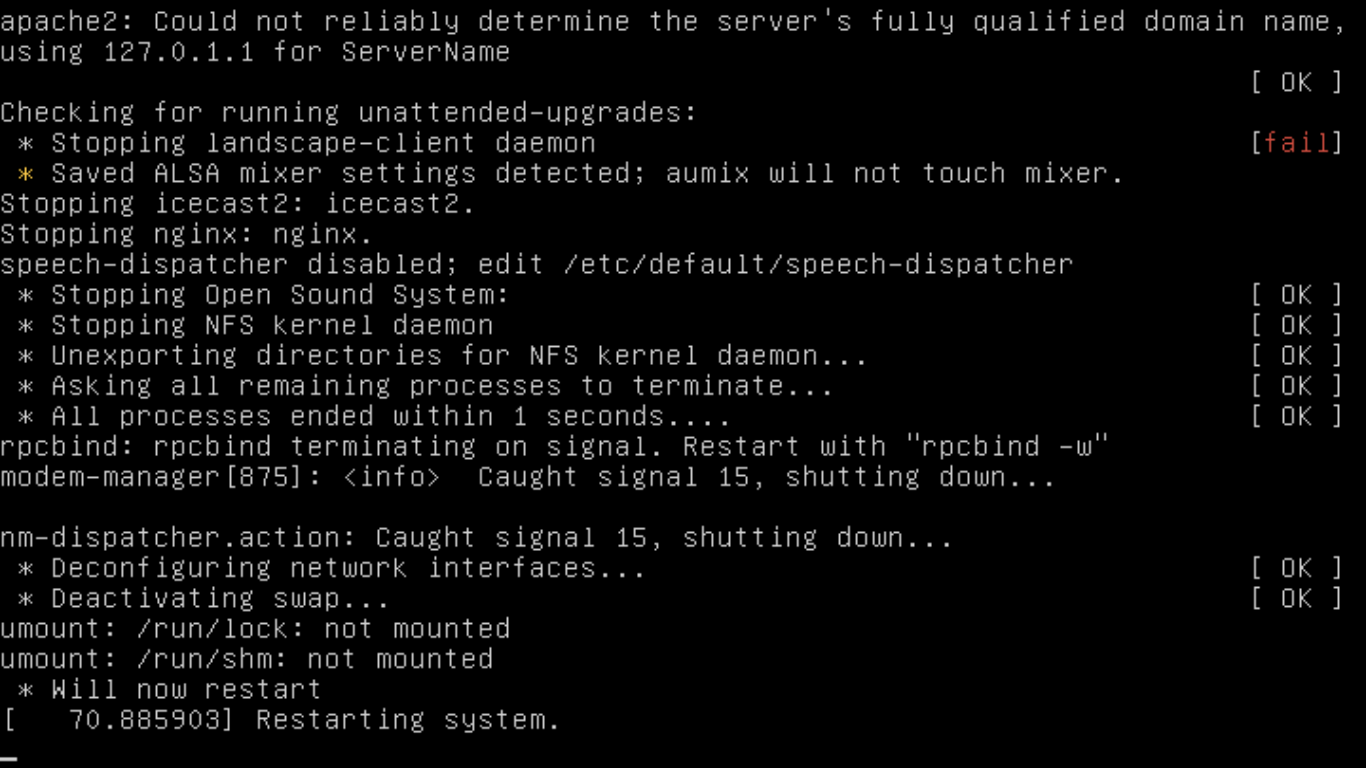 apache2: Could not reliably determine the server's fully qualified domain name,
using 127.0.1.1 for ServerName
[ OK ]
Checking for running unattended-upgrades:
 * Stopping landscape-client daemon [fail]
 * Saved ALSA mixer settings detected; aumix will not touch mixer.
Stopping icecast2: icecast2.
Stopping nginx: nginx.
speech-dispatcher disabled; edit /etc/default/speech-dispatcher
 * Stopping Open Sound System: [ OK ]
 * Stopping NFS kernel daemon [ OK ]
 * Unexporting directories for NFS kernel daemon... [ OK ]
 * Asking all remaining processes to terminate... [ OK ]
 * All processes ended within 1 seconds.... [ OK ]
rpcbind: rpcbind terminating on signal. Restart with "rpcbind -w"
modem-manager[875]: <info>  Caught signal 15, shutting down...

nm-dispatcher.action: Caught signal 15, shutting down...
 * Deconfiguring network interfaces... [ OK ]
 * Deactivating swap... [ OK ]
umount: /run/lock: not mounted
umount: /run/shm: not mounted
 * Will now restart
[   70.885903] Restarting system.